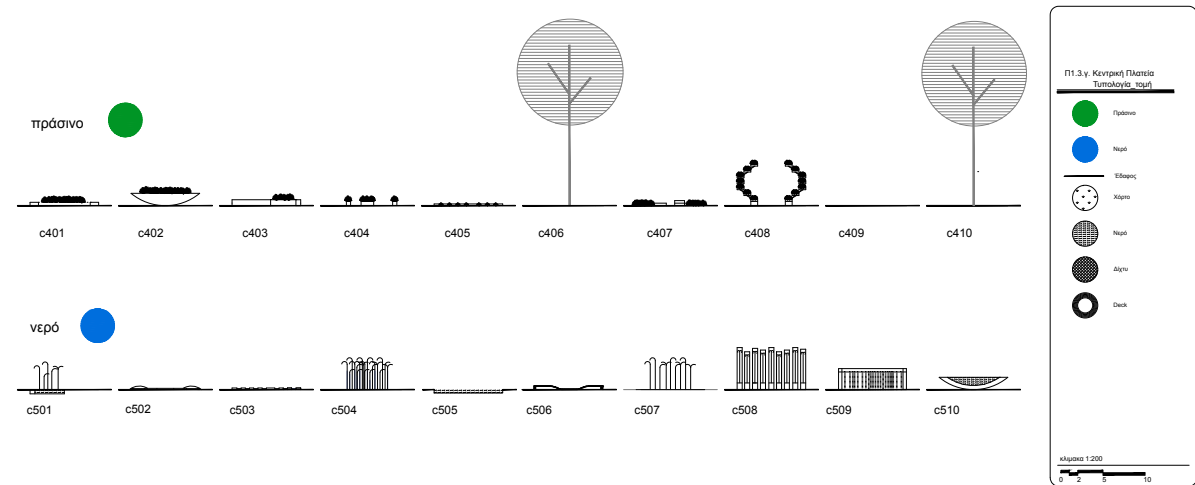 Π1.3.γ. Κεντρική Πλατεία
Τυπολογία_τομή
πράσινο
c401 c402 c403 c404 c405 c406 c407 c408 c409 c410
νερό
c501 c502 c503 c504 c505 c506 c507 c508 c509 c510
Πράσινο
Νερό
Έδαφος
Χόρτο
Νερό
Δίχτυ
Deck
κλιμακα 1:200
0 2 5 10